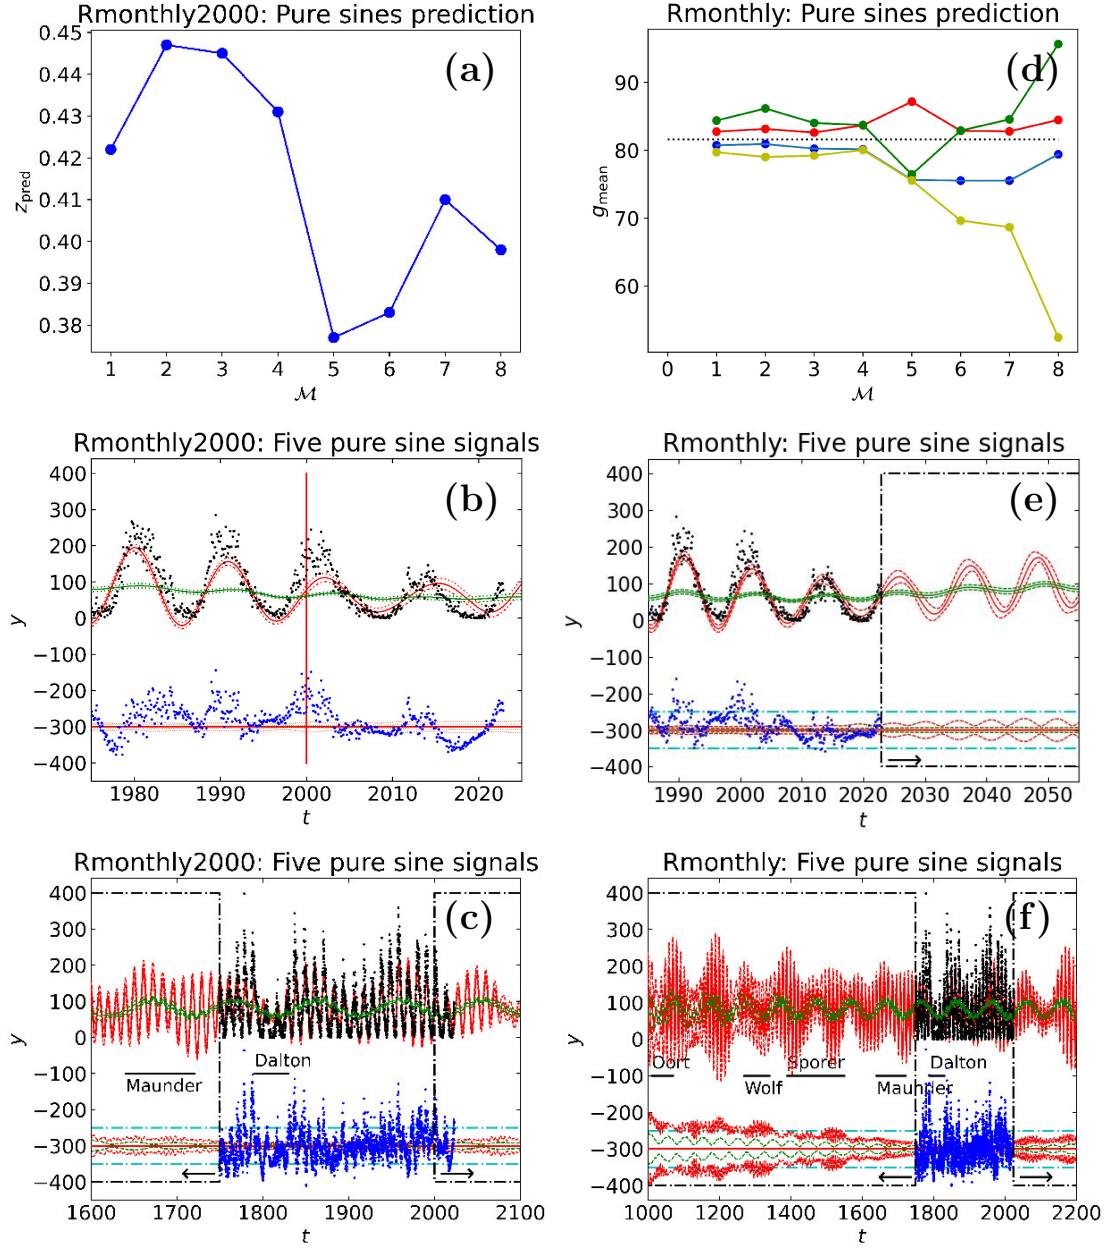 Rmonthly2000: Pure sines prediction
(a)
0.45
0.44
0.43
0.42
0.41
0.40
0.39
0.38
z_pred
1 2 3 4 5 6 7 8
ℳ
Rmonthly: Pure sines prediction
(d)
90
80
70
60
g_mean
0 1 2 3 4 5 6 7 8
ℳ
Rmonthly2000: Five pure sine signals
(b)
400
300
200
100
0
−100
−200
−300
−400
y
1980 1990 2000 2010 2020
t
Rmonthly: Five pure sine signals
(e)
400
300
200
100
0
−100
−200
−300
−400
y
1990 2000 2010 2020 2030 2040 2050
t
Rmonthly2000: Five pure sine signals
(c)
400
300
200
100
0
−100
−200
−300
−400
y
Dalton
Maunder
1600 1700 1800 1900 2000 2100
t
Rmonthly: Five pure sine signals
(f)
400
300
200
100
0
−100
−200
−300
−400
y
Oort Sporer Dalton
Wolf Maunder
1000 1200 1400 1600 1800 2000 2200
t